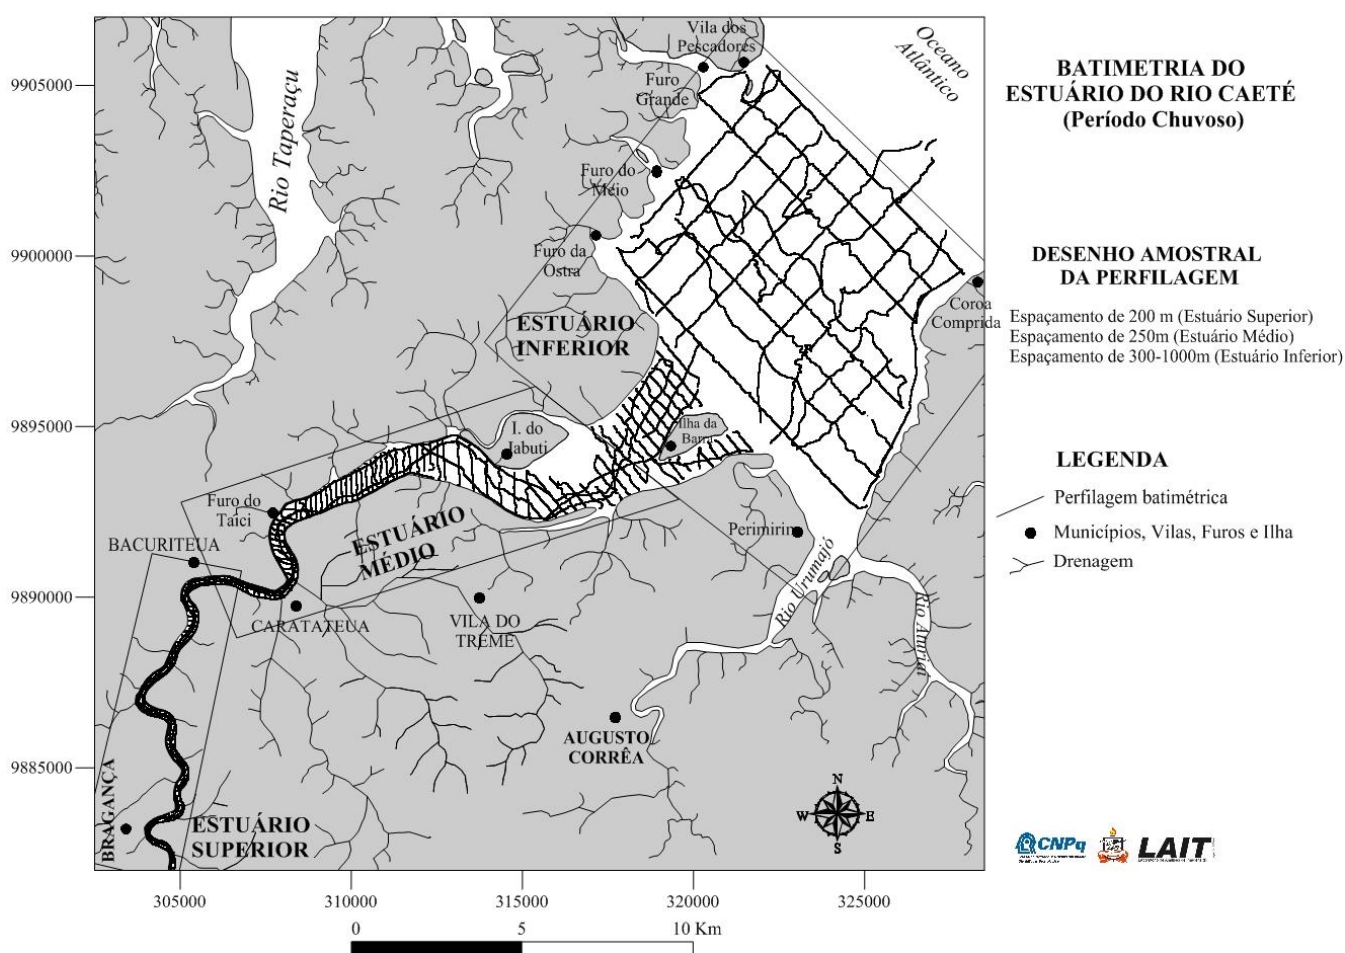 BATIMETRIA DO
ESTUÁRIO DO RIO CAETÉ
(Período Chuvoso)
DESENHO AMOSTRAL
DA PERFILAGEM
Espaçamento de 200 m (Estuário Superior)
Espaçamento de 250m (Estuário Médio)
Espaçamento de 300-1000m (Estuário Inferior)
LEGENDA
Perfilagem batimétrica
Municípios, Vilas, Furos e Ilha
Drenagem
CNPq
LAIT
Oceano
Atlântico
Vila dos
Pescadores
Furo
Grande
Rio Taperaçu
Furo do
Meio
Furo da
Ostra
Coroa
Comprida
ESTUÁRIO
INFERIOR
I. do
Jabuti
Ilha da
Barra
Furo do
Taici
BACURITEUA
ESTUÁRIO
MÉDIO
Perimirin
Rio Urumajó
CARATATEUA
VILA DO
TREME
AUGUSTO
CORRÊA
BRAGANÇA
ESTUÁRIO
SUPERIOR
N
W
E
S
9905000
9900000
9895000
9890000
9885000
305000
310000
315000
320000
325000
0
5
10 Km